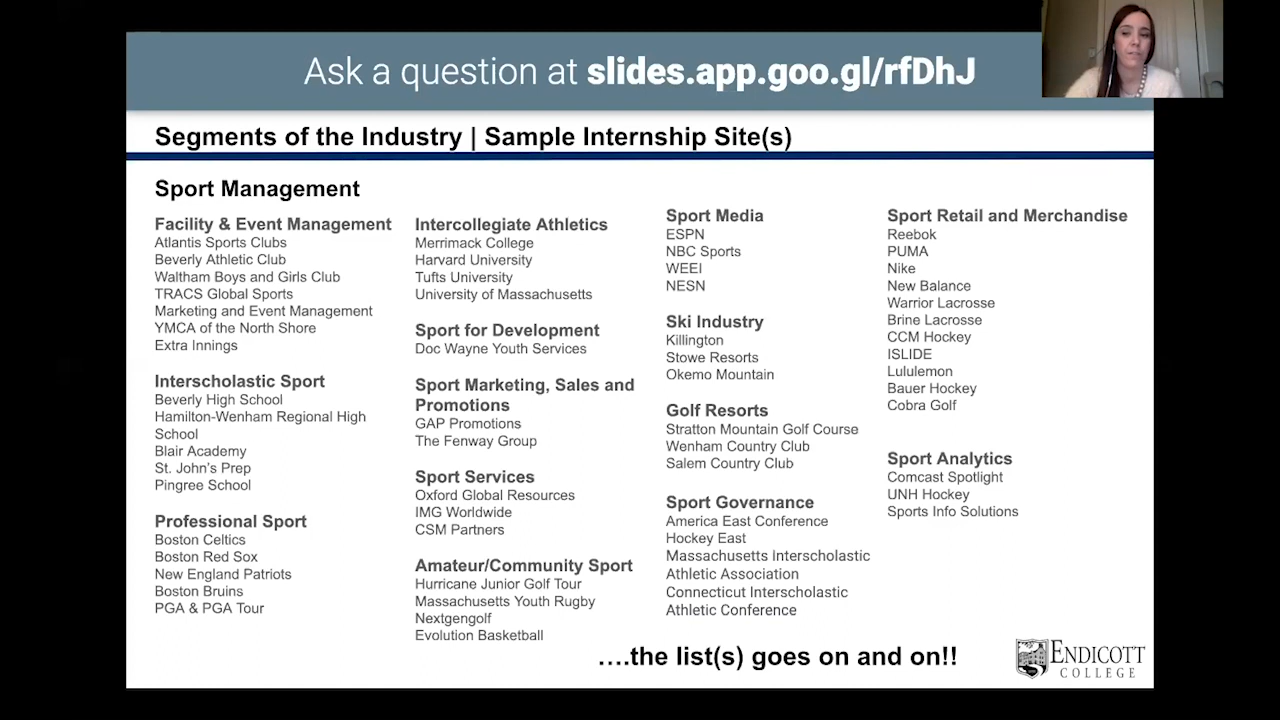 Ask a question at slides.app.goo.gl/rfDhJ
Segments of the Industry | Sample Internship Site(s)
Sport Management
Facility & Event Management
Atlantis Sports Clubs
Beverly Athletic Club
Waltham Boys and Girls Club
TRACS Global Sports
Marketing and Event Management
YMCA of the North Shore
Extra Innings
Interscholastic Sport
Beverly High School
Hamilton-Wenham Regional High
School
Blair Academy
St. John's Prep
Pingree School
Professional Sport
Boston Celtics
Boston Red Sox
New England Patriots
Boston Bruins
PGA & PGA Tour
Intercollegiate Athletics
Merrimack College
Harvard University
Tufts University
University of Massachusetts
Sport for Development
Doc Wayne Youth Services
Sport Marketing, Sales and
Promotions
GAP Promotions
The Fenway Group
Sport Services
Oxford Global Resources
IMG Worldwide
CSM Partners
Amateur/Community Sport
Hurricane Junior Golf Tour
Massachusetts Youth Rugby
Nextgengolf
Evolution Basketball
Sport Media
ESPN
NBC Sports
WEEI
NESN
Ski Industry
Killington
Stowe Resorts
Okemo Mountain
Golf Resorts
Stratton Mountain Golf Course
Wenham Country Club
Salem Country Club
Sport Governance
America East Conference
Hockey East
Massachusetts Interscholastic
Athletic Association
Connecticut Interscholastic
Athletic Conference
Sport Retail and Merchandise
Reebok
PUMA
Nike
New Balance
Warrior Lacrosse
Brine Lacrosse
CCM Hockey
ISLIDE
Lululemon
Bauer Hockey
Cobra Golf
Sport Analytics
Comcast Spotlight
UNH Hockey
Sports Info Solutions
….the list(s) goes on and on!!
ENDICOTT
COLLEGE